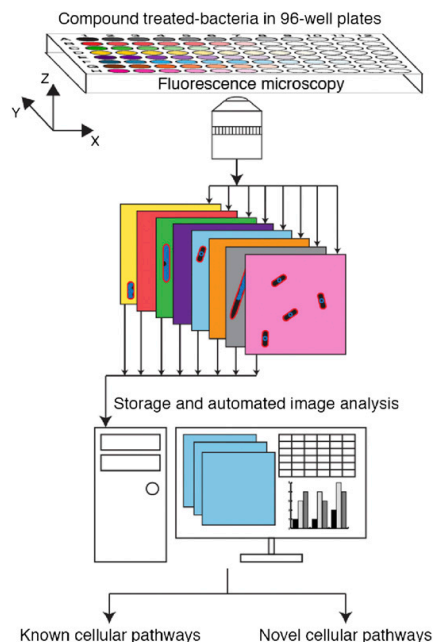 Compound treated-bacteria in 96-well plates
Fluorescence microscopy
Z
Y
X
Storage and automated image analysis
Known cellular pathways
Novel cellular pathways